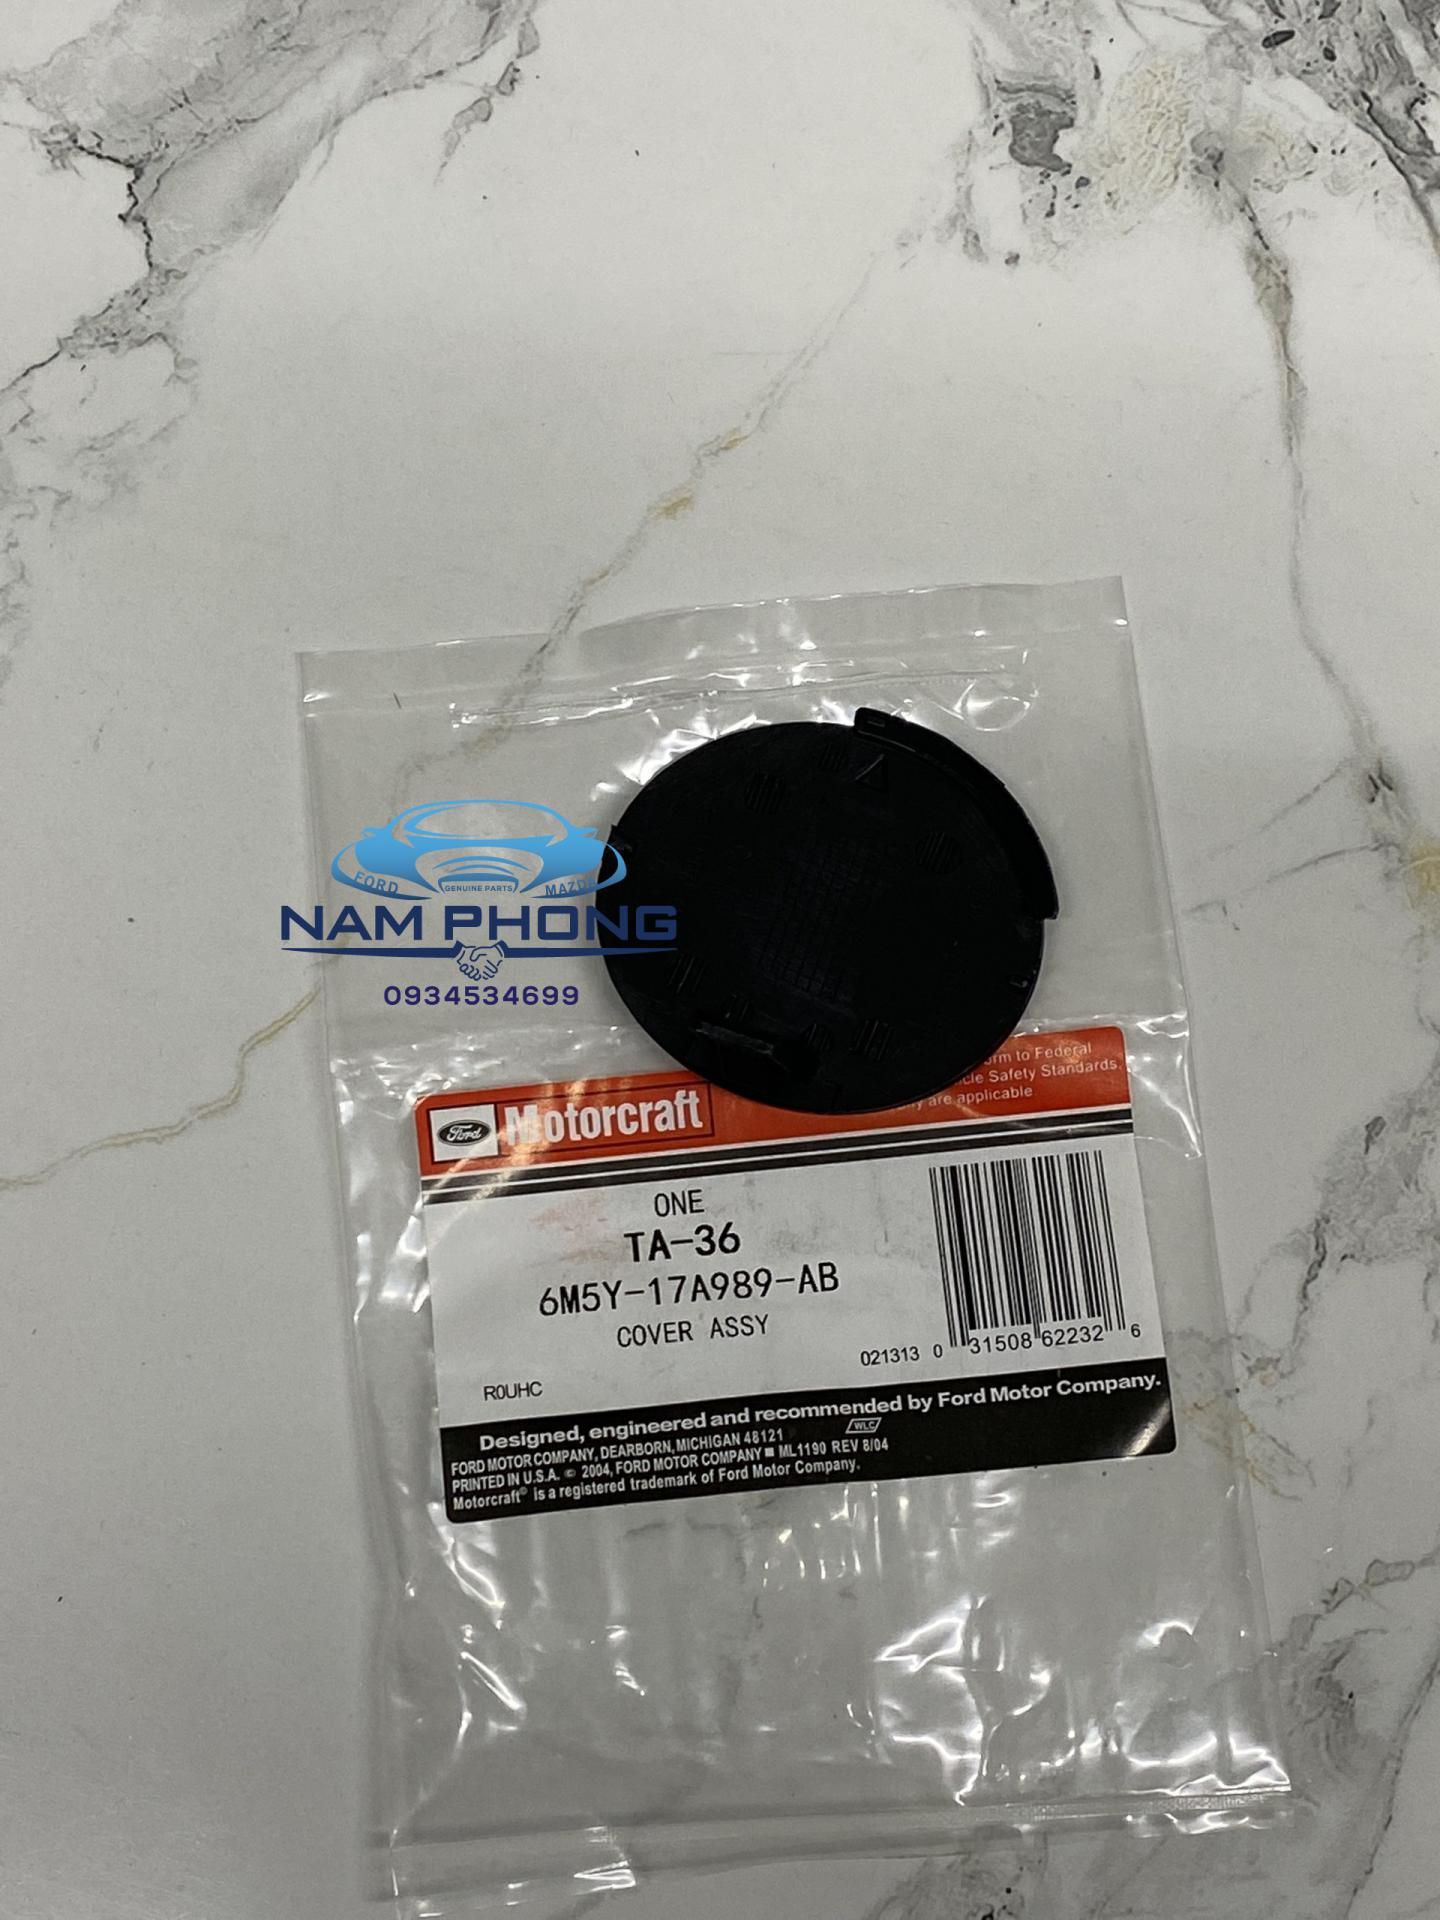 FORD
GENUINE PARTS
MAZDA
NAM PHONG
0934534699
to Federal
Safety Standards.
are applicable
Ford
Motorcraft
ONE
TA-36
6M5Y-17A989-AB
COVER ASSY
021313 0 31508 62232 6
R0UHC
Designed, engineered and recommended by Ford Motor Company.
FORD MOTOR COMPANY, DEARBORN, MICHIGAN 48121 WLC
PRINTED IN U.S.A. © 2004, FORD MOTOR COMPANY ■ ML1190 REV 8/04
Motorcraft® is a registered trademark of Ford Motor Company.